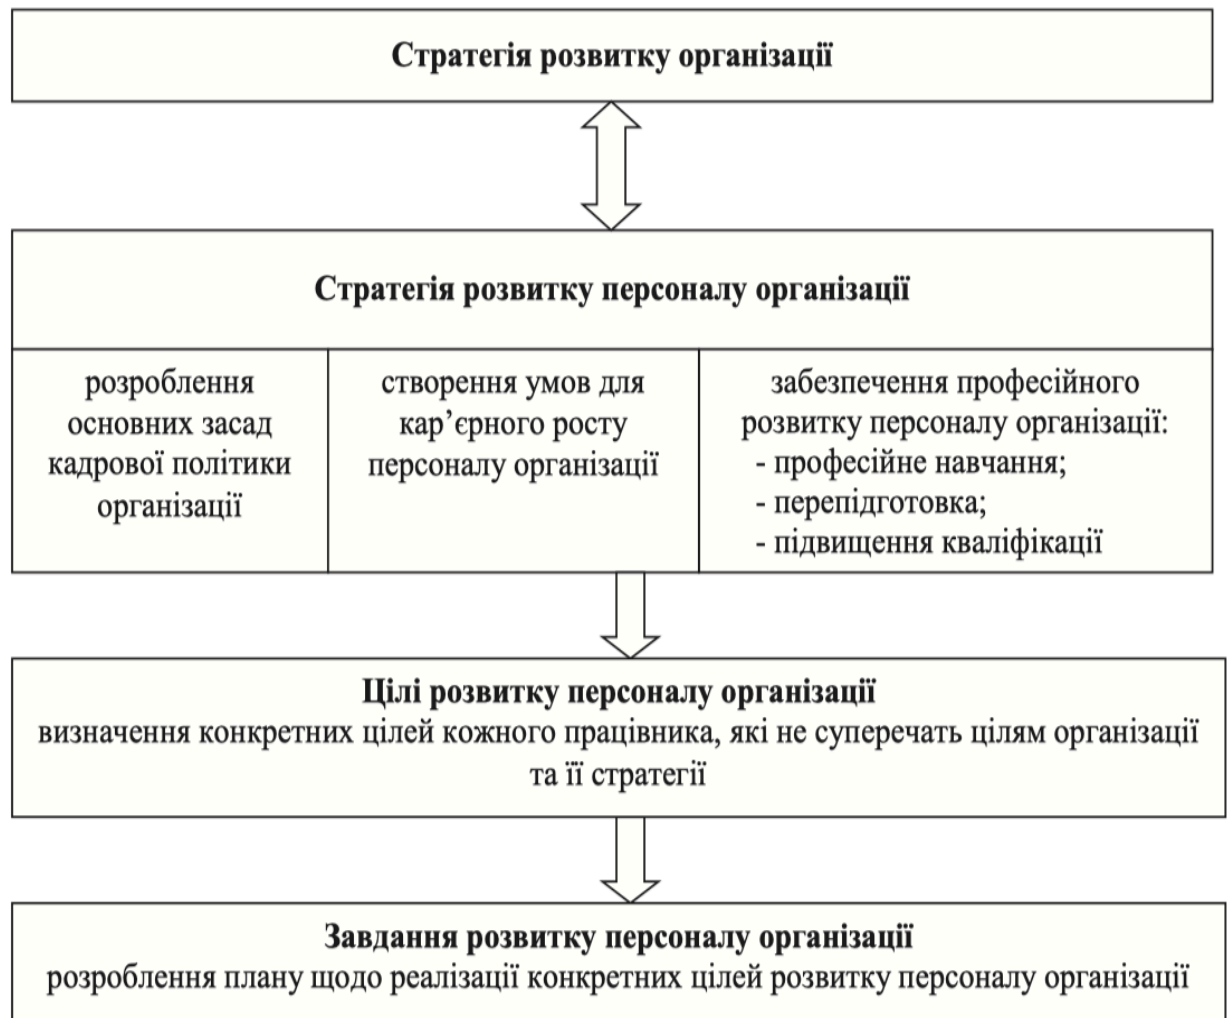 Стратегія розвитку організації
Стратегія розвитку персоналу організації
розроблення
основних засад
кадрової політики
організації
створення умов для
кар’єрного росту
персоналу організації
забезпечення професійного
розвитку персоналу організації:
- професійне навчання;
- перепідготовка;
- підвищення кваліфікації
Цілі розвитку персоналу організації
визначення конкретних цілей кожного працівника, які не суперечать цілям організації
та її стратегії
Завдання розвитку персоналу організації
розроблення плану щодо реалізації конкретних цілей розвитку персоналу організації